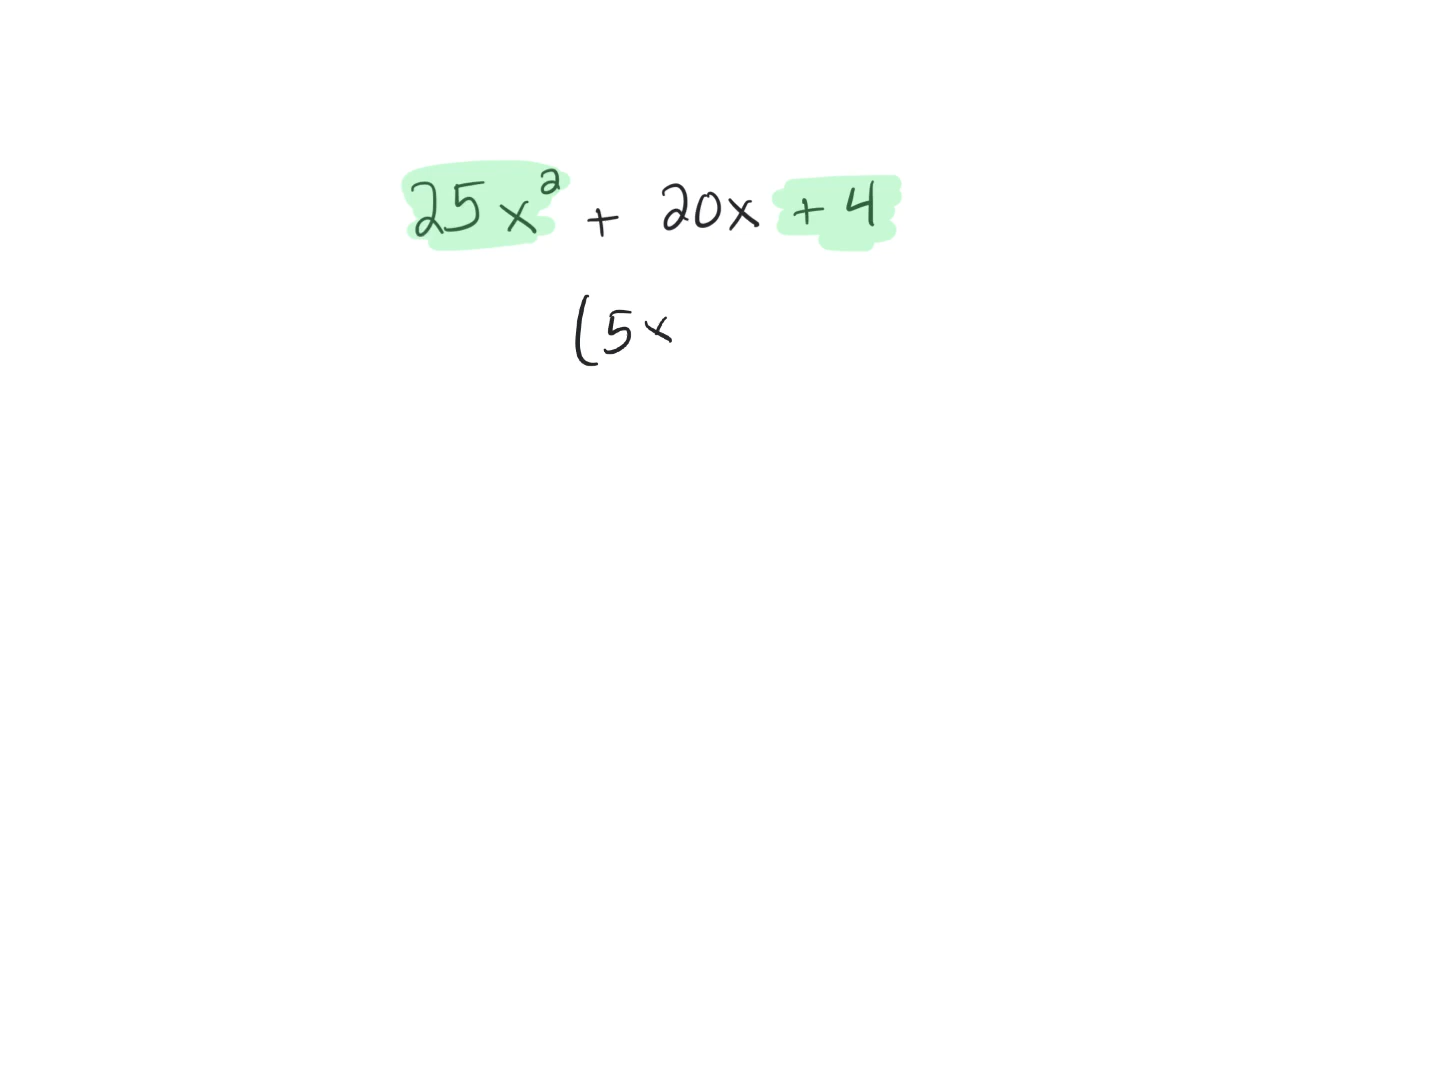 25x² + 20x + 4
(5x